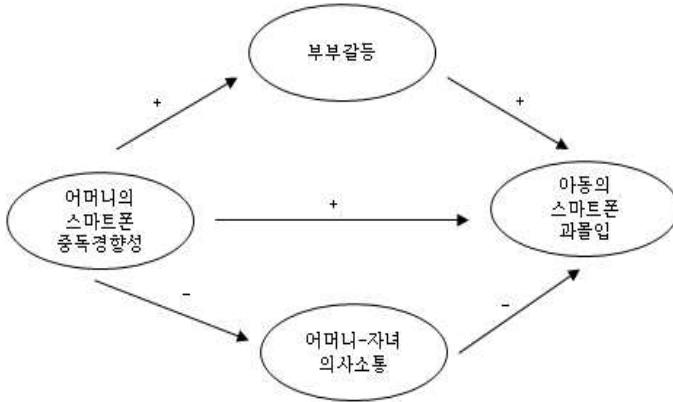 부부갈등
+
+
어머니의
스마트폰
중독경향성
+
아동의
스마트폰
과몰입
-
-
어머니-자녀
의사소통